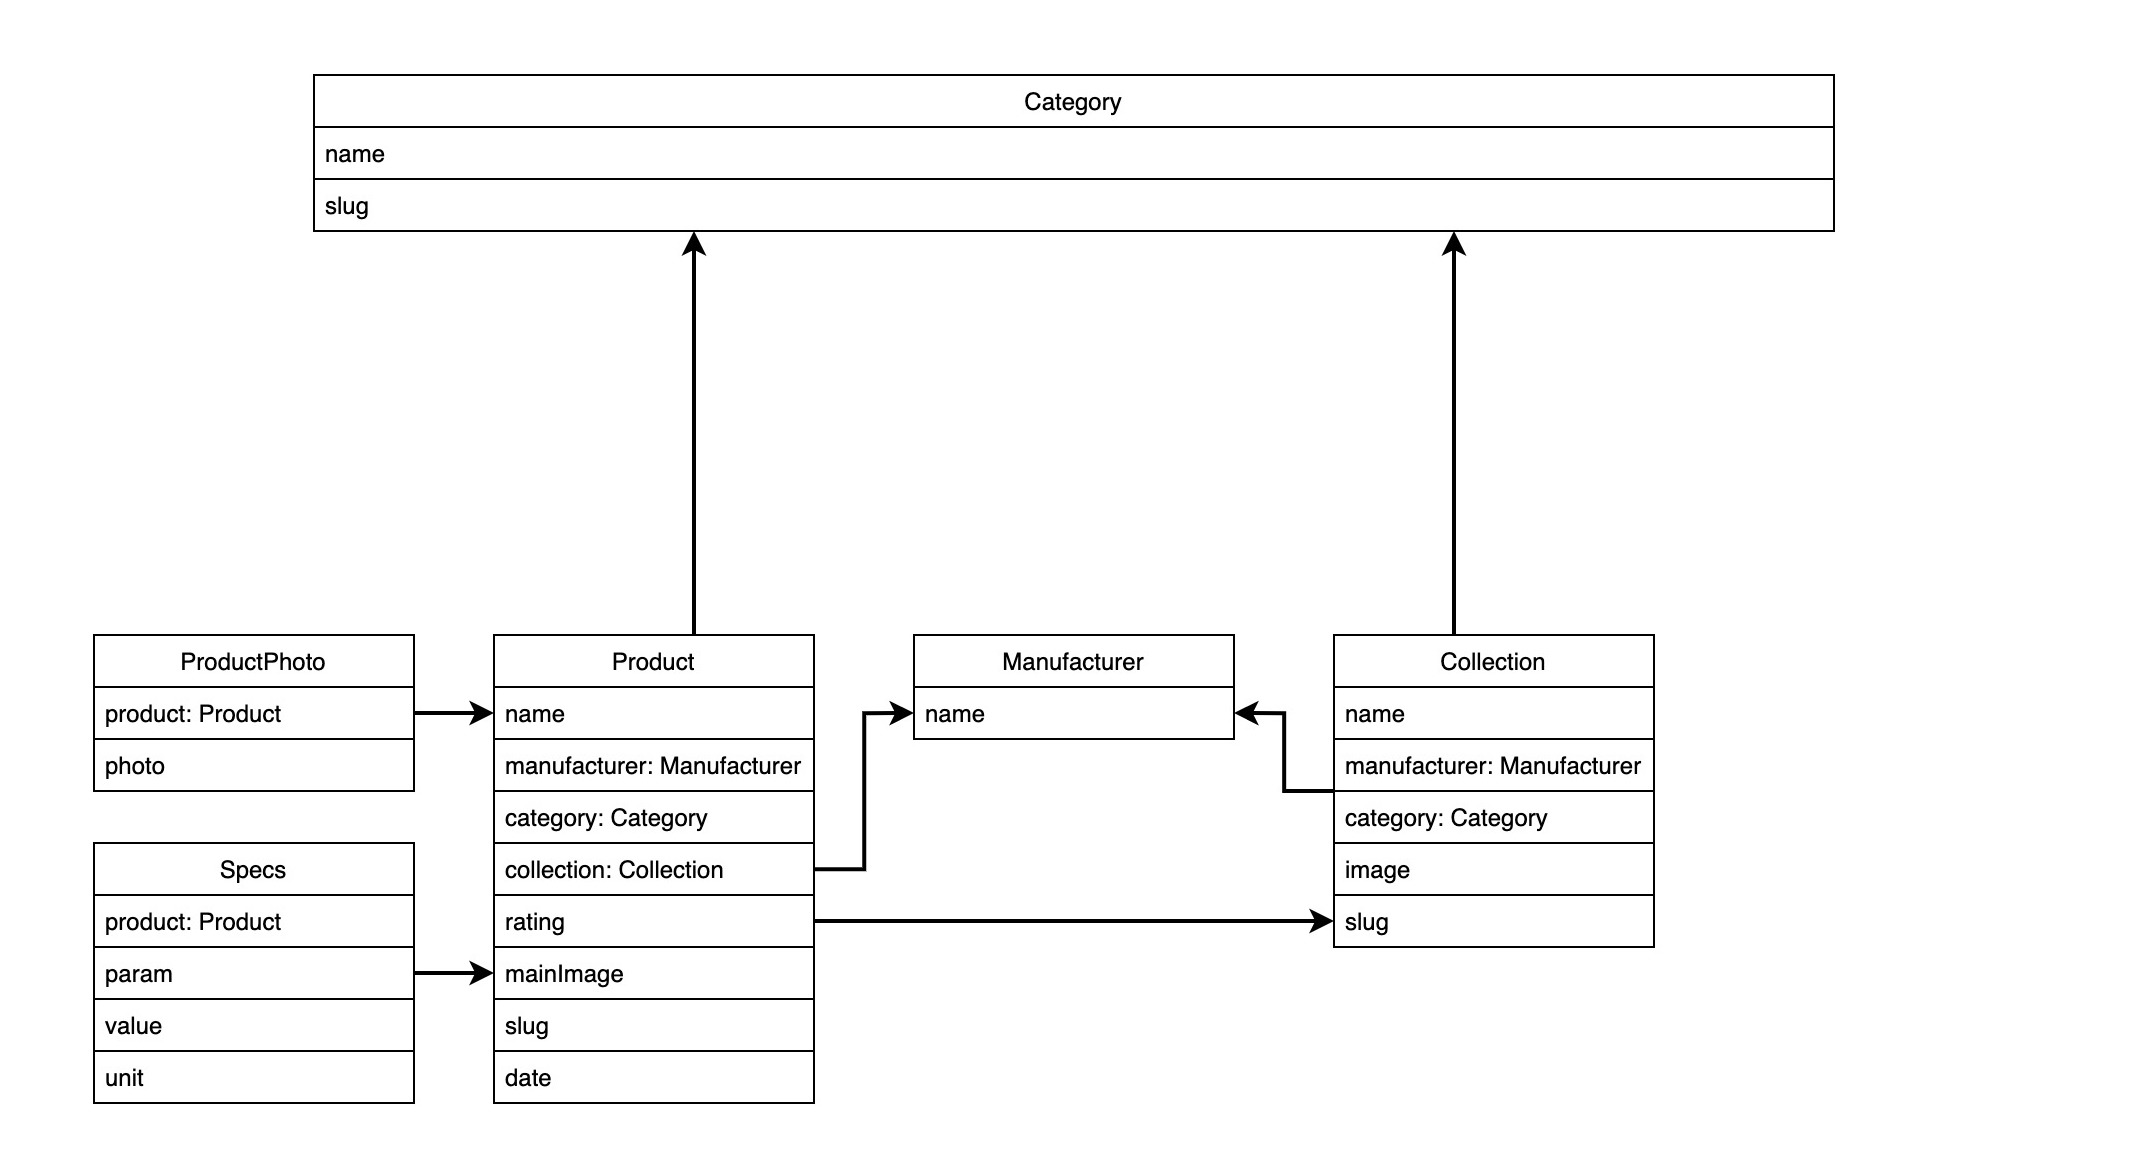 Category
name
slug
ProductPhoto
product: Product
photo
Specs
product: Product
param
value
unit
Product
name
manufacturer: Manufacturer
category: Category
collection: Collection
rating
mainImage
slug
date
Manufacturer
name
Collection
name
manufacturer: Manufacturer
category: Category
image
slug